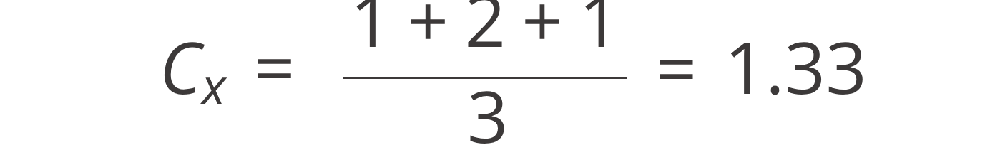 Cₓ = (1 + 2 + 1) / 3 = 1.33